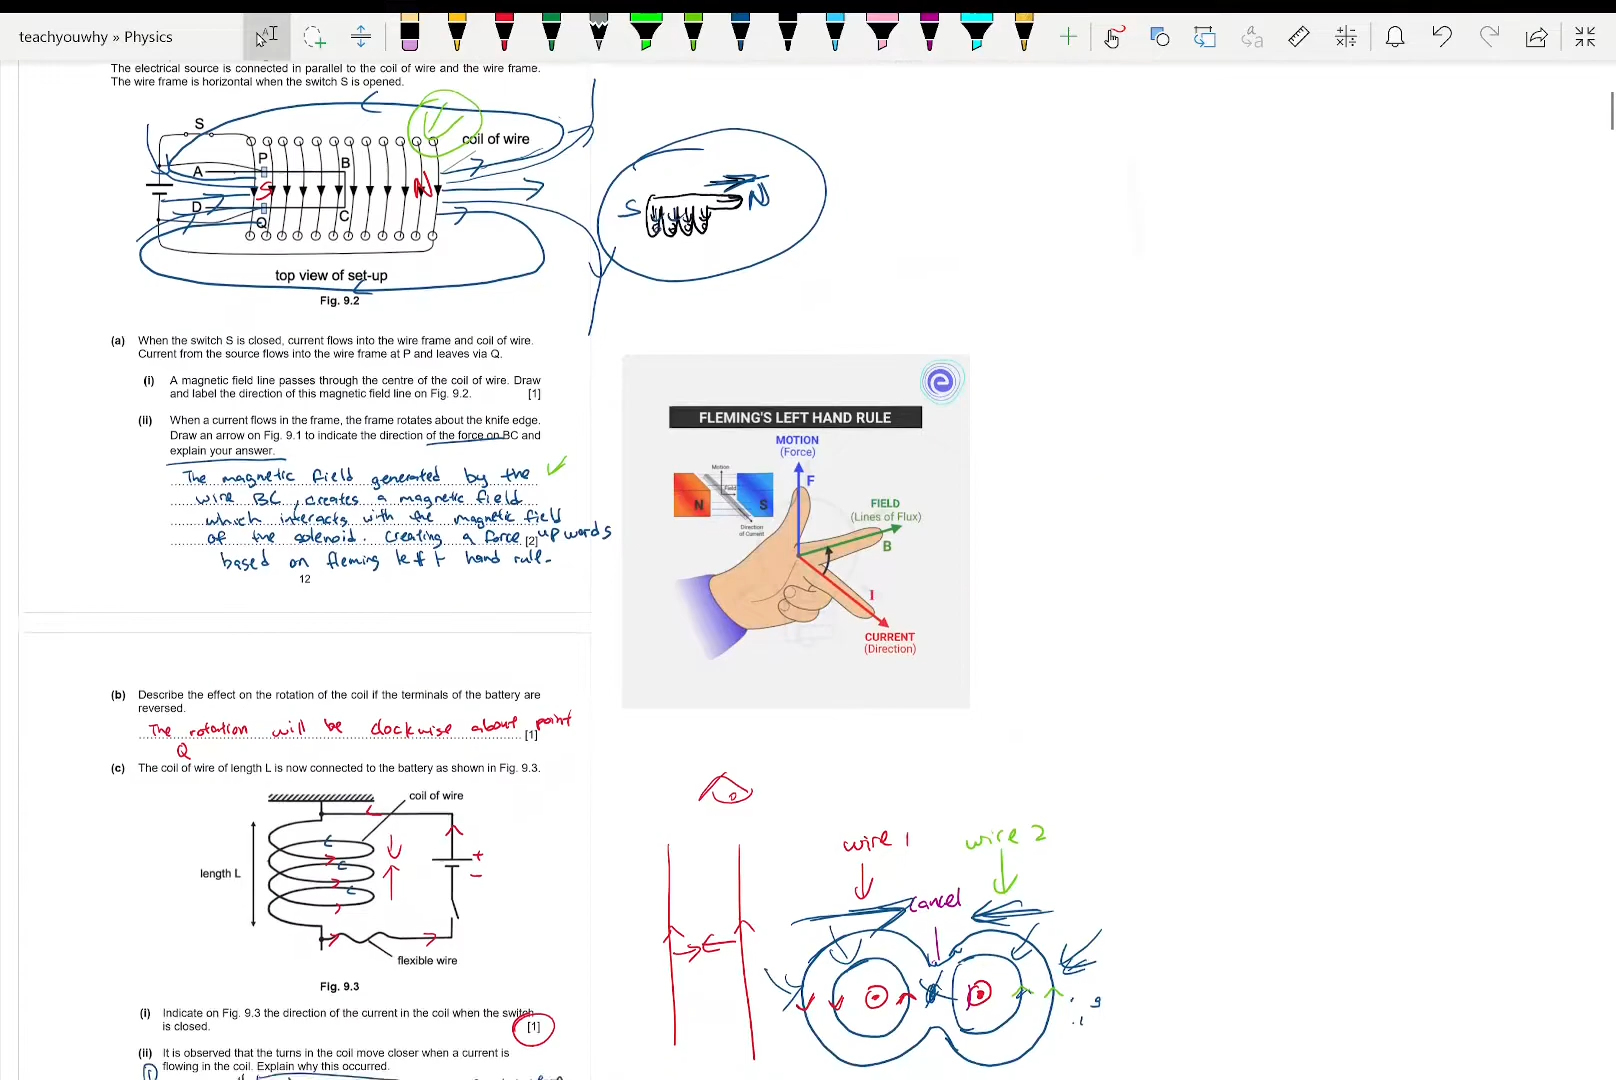 teachyouwhy » Physics
The electrical source is connected in parallel to the coil of wire and the wire frame.
The wire frame is horizontal when the switch S is opened.
S
coil of wire
P
B
A
S
N
D
C
Q
top view of set-up
Fig. 9.2
S
N
(a) When the switch S is closed, current flows into the wire frame and coil of wire.
Current from the source flows into the wire frame at P and leaves via Q.
(i) A magnetic field line passes through the centre of the coil of wire. Draw
and label the direction of this magnetic field line on Fig. 9.2. [1]
(ii) When a current flows in the frame, the frame rotates about the knife edge.
Draw an arrow on Fig. 9.1 to indicate the direction of the force on BC and
explain your answer.
The magnetic field generated by the
wire BC, creates a magnetic field
which interacts with the magnetic field
of the solenoid. Creating a force [2] upwards
based on fleming left hand rule.
12
FLEMING'S LEFT HAND RULE
MOTION
(Force)
F
Motion
Field
N
S
Direction
of Current
FIELD
(Lines of Flux)
B
I
CURRENT
(Direction)
(b) Describe the effect on the rotation of the coil if the terminals of the battery are
reversed.
The rotation will be clockwise about point
[1]
Q
(c) The coil of wire of length L is now connected to the battery as shown in Fig. 9.3.
coil of wire
+
-
length L
flexible wire
Fig. 9.3
wire 1
wire 2
cancel
(i) Indicate on Fig. 9.3 the direction of the current in the coil when the switch
is closed. [1]
(ii) It is observed that the turns in the coil move closer when a current is
flowing in the coil. Explain why this occurred.